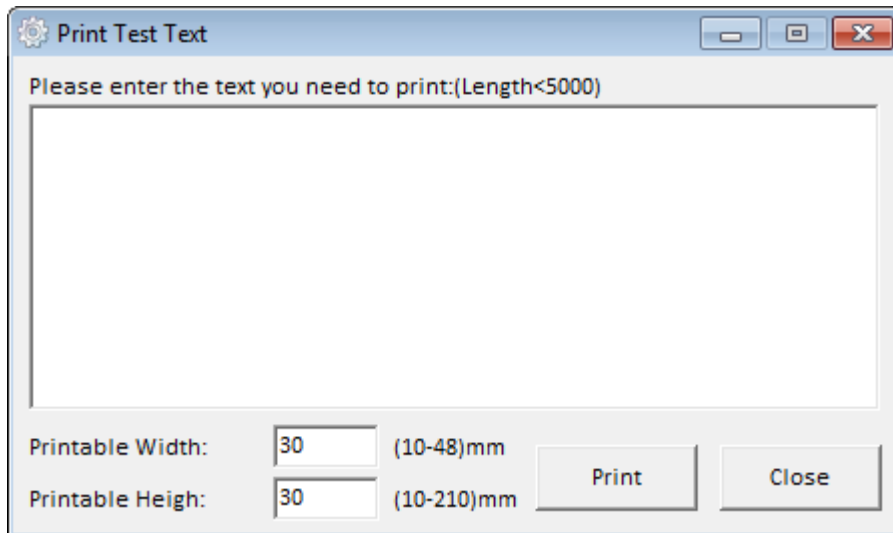 Print Test Text
Please enter the text you need to print:(Length<5000)
Printable Width: 30 (10-48)mm
Printable Heigh: 30 (10-210)mm
Print
Close